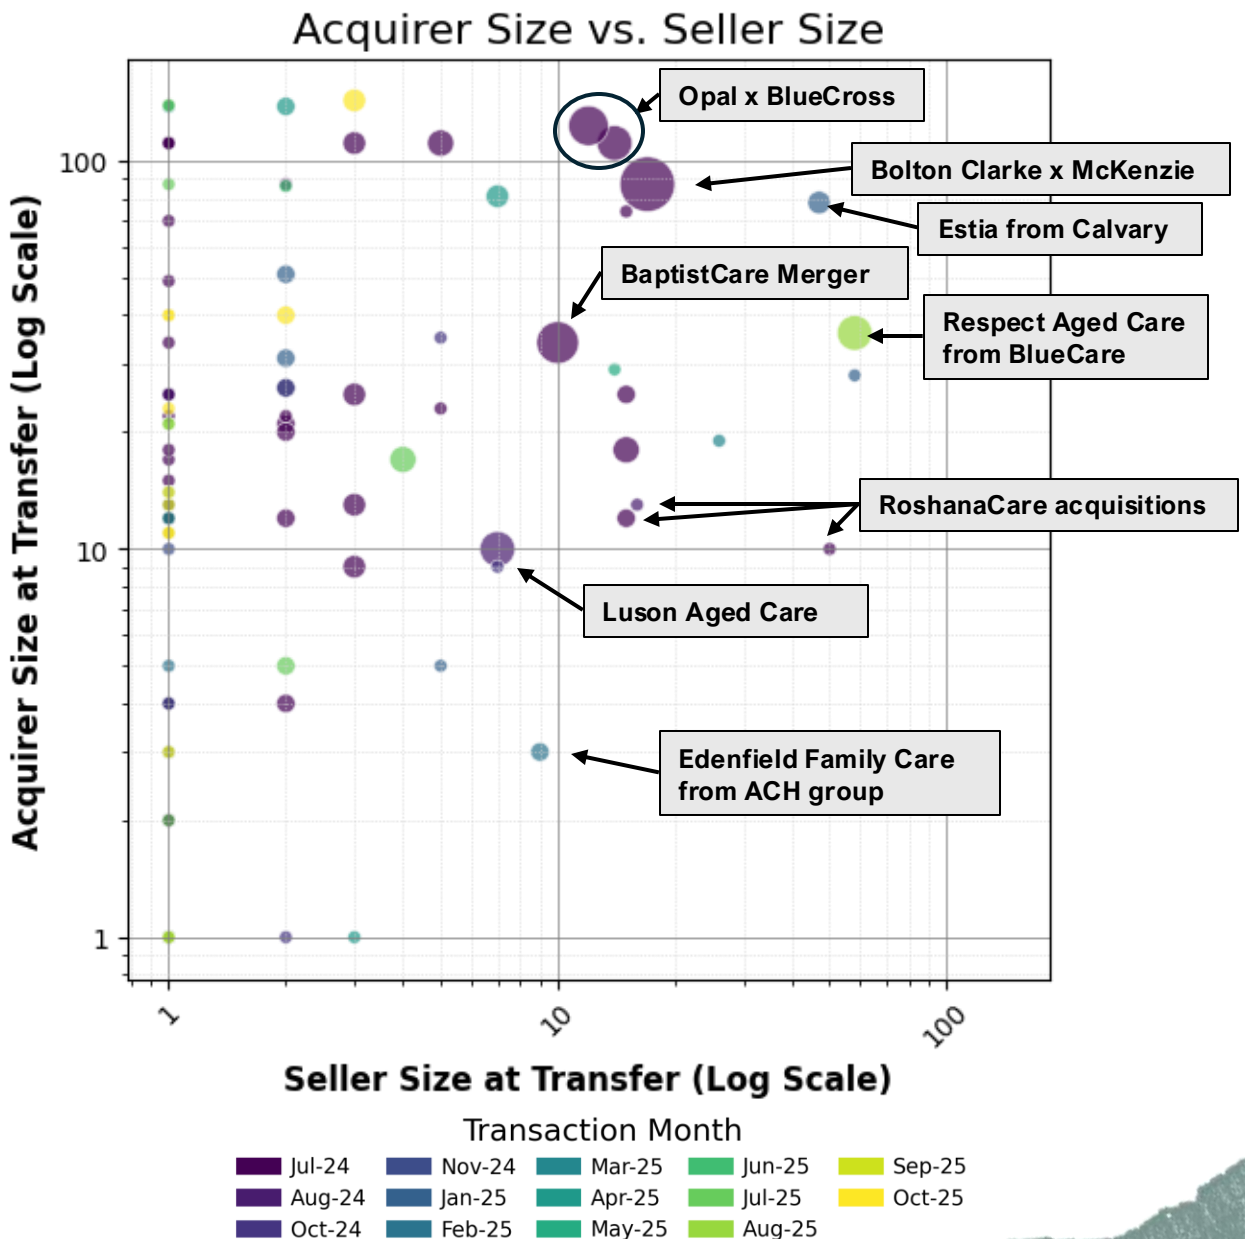 Acquirer Size vs. Seller Size
Opal x BlueCross
Bolton Clarke x McKenzie
Estia from Calvary
BaptistCare Merger
Respect Aged Care
from BlueCare
RoshanaCare acquisitions
Luson Aged Care
Edenfield Family Care
from ACH group
Acquirer Size at Transfer (Log Scale)
100
10
1
1
10
100
Seller Size at Transfer (Log Scale)
Transaction Month
Jul-24
Nov-24
Mar-25
Jun-25
Sep-25
Aug-24
Jan-25
Apr-25
Jul-25
Oct-25
Oct-24
Feb-25
May-25
Aug-25